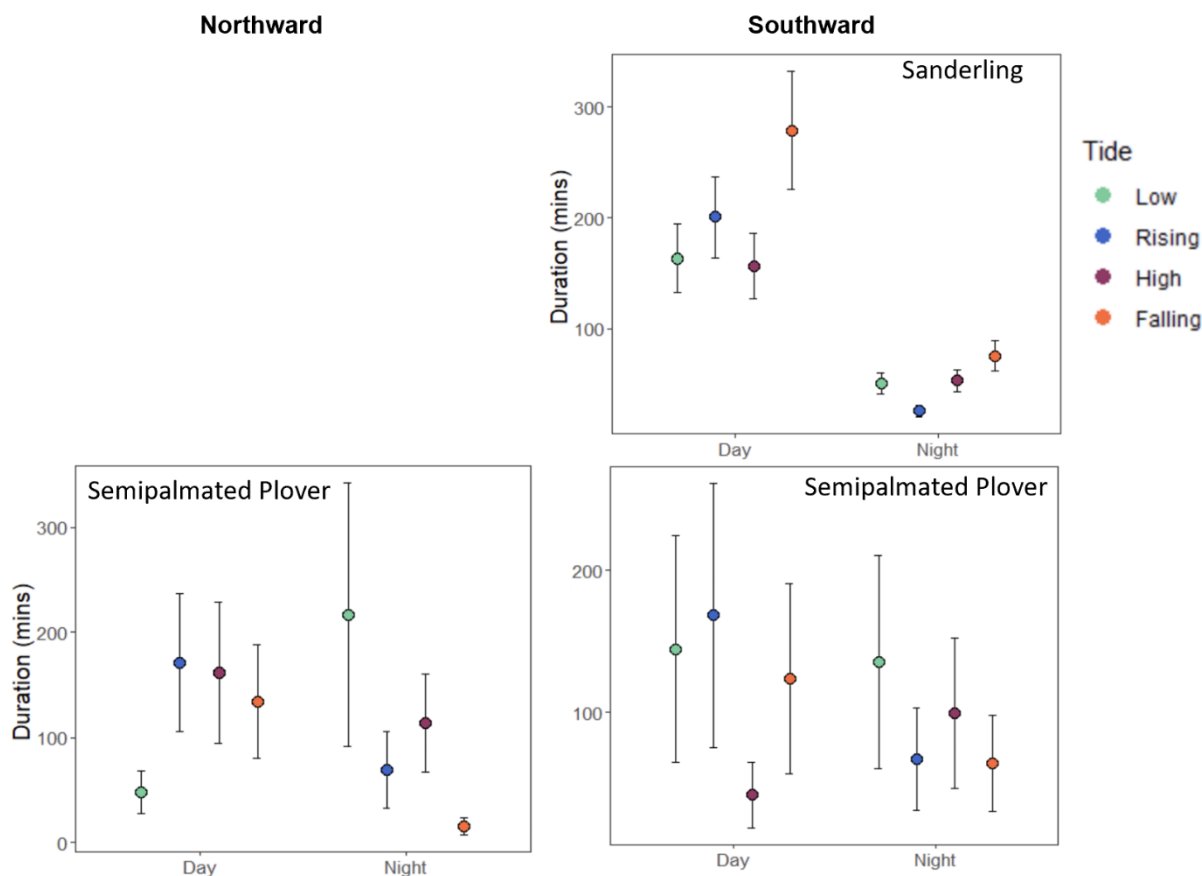 Northward
Southward
Sanderling
Duration (mins)
300
200
100
Day
Night
Tide
Low
Rising
High
Falling
Semipalmated Plover
Duration (mins)
300
200
100
0
Day
Night
Semipalmated Plover
200
100
Day
Night